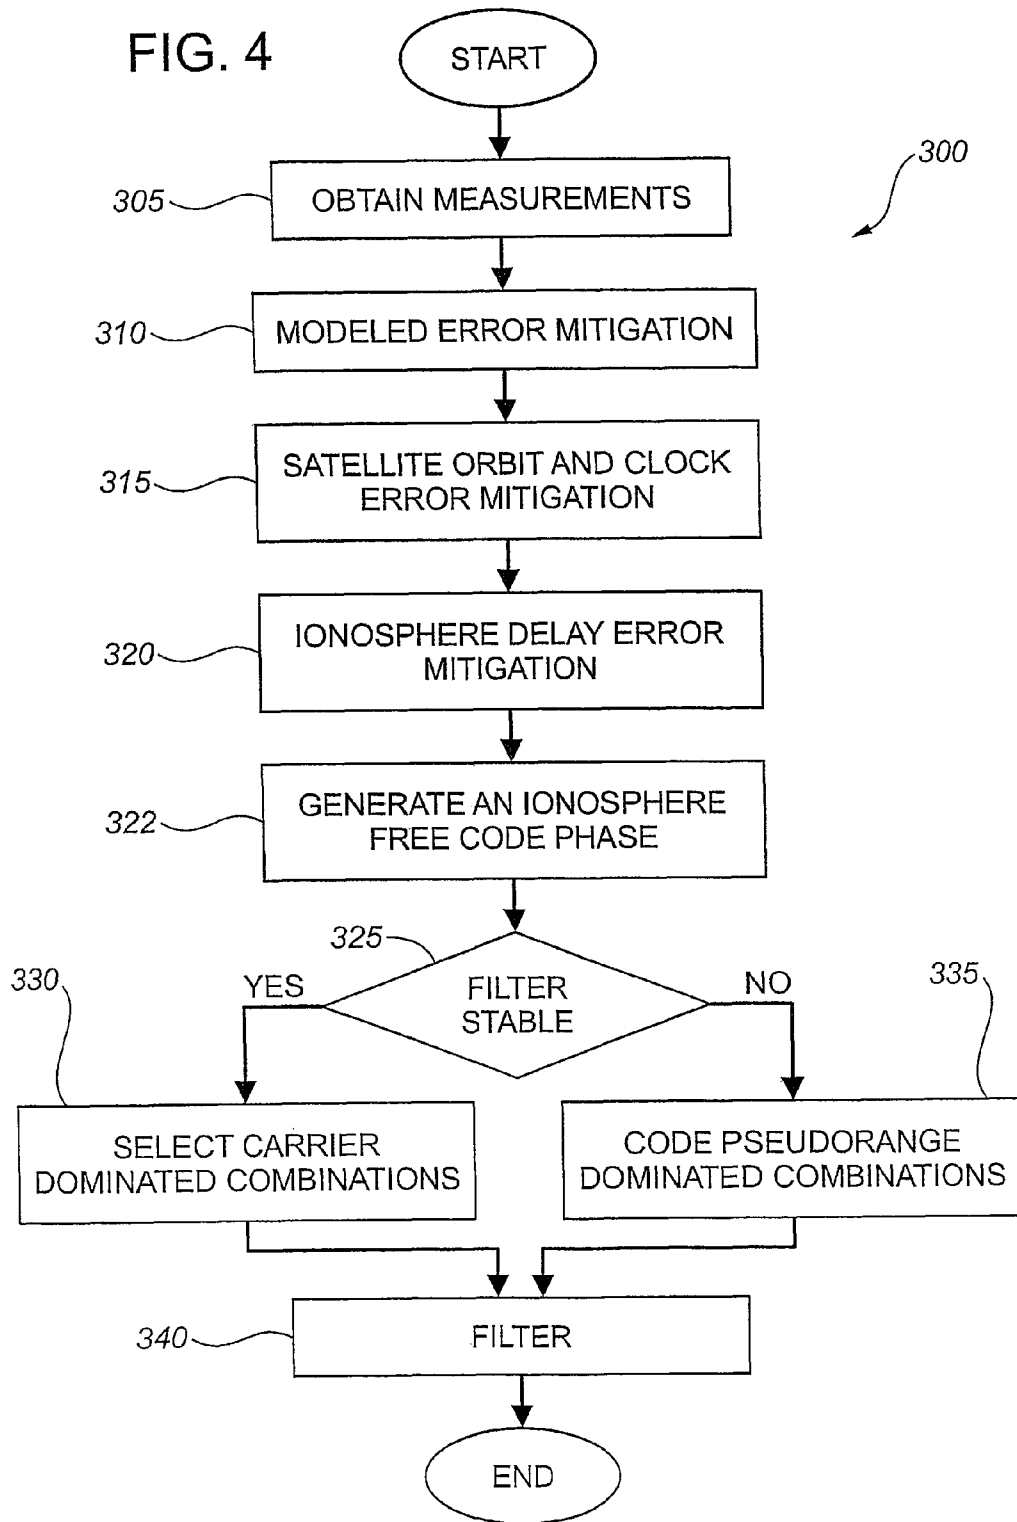 FIG. 4
START
300
305
OBTAIN MEASUREMENTS
310
MODELED ERROR MITIGATION
315
SATELLITE ORBIT AND CLOCK
ERROR MITIGATION
320
IONOSPHERE DELAY ERROR
MITIGATION
322
GENERATE AN IONOSPHERE
FREE CODE PHASE
325
FILTER
STABLE
YES
NO
330
335
SELECT CARRIER
DOMINATED COMBINATIONS
CODE PSEUDORANGE
DOMINATED COMBINATIONS
340
FILTER
END